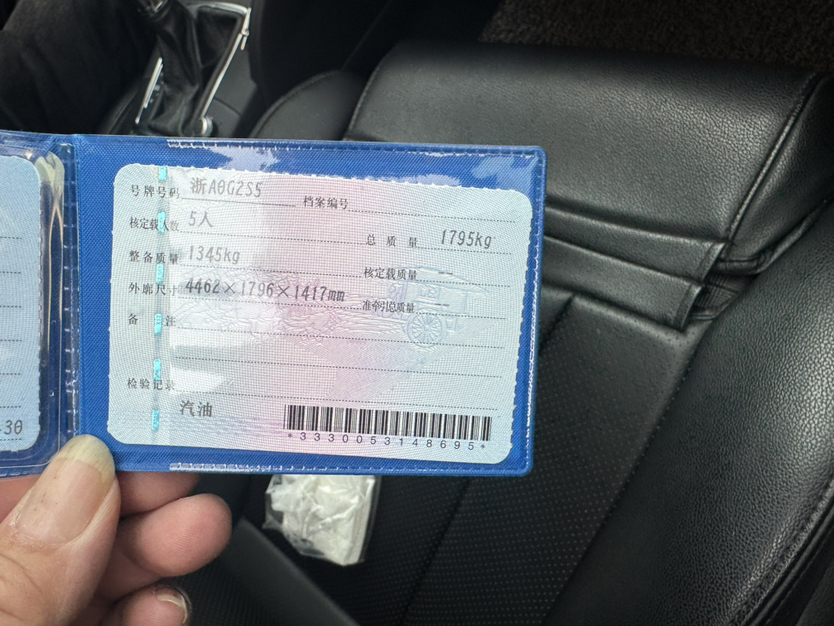 号牌号码 浙A0G2S5 档案编号
核定载人数 5人 总质量 1795kg
整备质量 1345kg 核定载质量 --
外廓尺寸 4462×1796×1417mm 准牵引总质量 --
备注
检验记录
汽油
*3330053148695*
-30